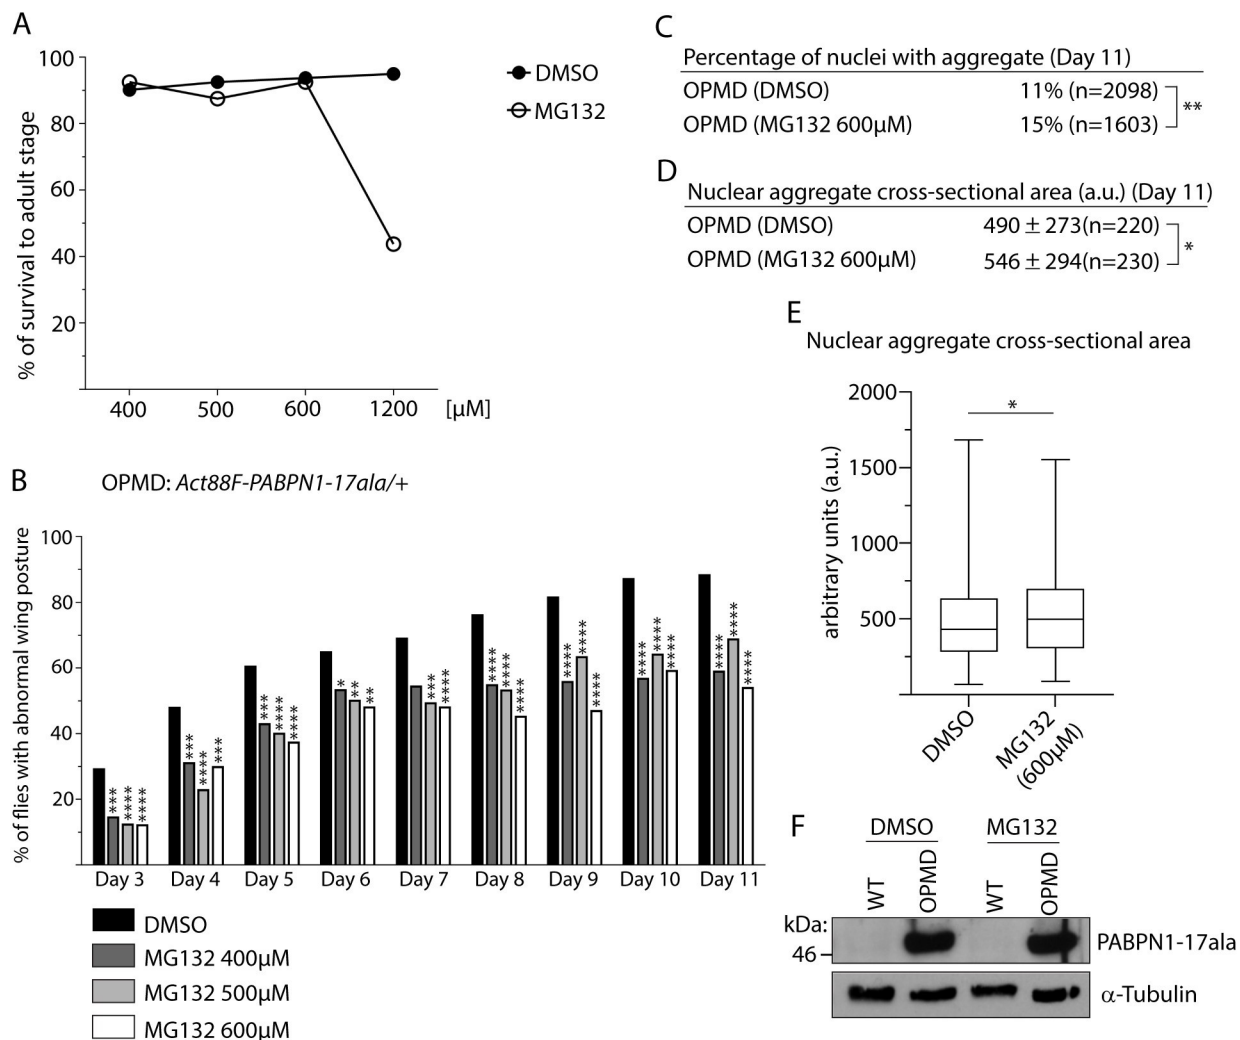 A
100
80
60
40
20
% of survival to adult stage
400 500 600 1200 [µM]
DMSO
MG132
B
OPMD: Act88F-PABPN1-17ala/+
100
80
60
40
20
% of flies with abnormal wing posture
*** **** ****
*** **** ***
*** **** ****
* ** **
*** ****
**** **** ****
**** **** ****
**** **** ****
**** **** ****
Day 3 Day 4 Day 5 Day 6 Day 7 Day 8 Day 9 Day 10 Day 11
DMSO
MG132 400µM
MG132 500µM
MG132 600µM
C
Percentage of nuclei with aggregate (Day 11)
OPMD (DMSO) 11% (n=2098)
**
OPMD (MG132 600µM) 15% (n=1603)
D
Nuclear aggregate cross-sectional area (a.u.) (Day 11)
OPMD (DMSO) 490 ± 273(n=220)
*
OPMD (MG132 600µM) 546 ± 294(n=230)
E
Nuclear aggregate cross-sectional area
2000
1500
1000
500
arbitrary units (a.u.)
*
DMSO
MG132
(600µM)
F
DMSO MG132
WT OPMD WT OPMD
kDa:
46
PABPN1-17ala
α-Tubulin